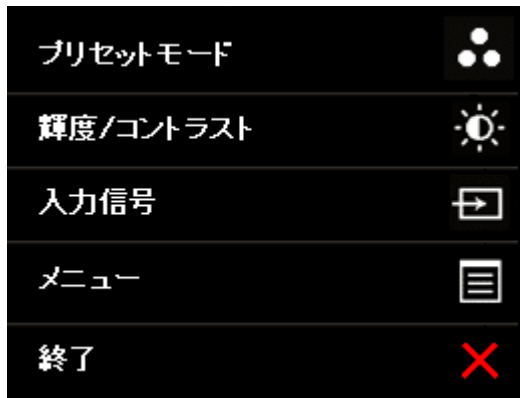 プリセットモード
輝度/コントラスト
入力信号
メニュー
終了